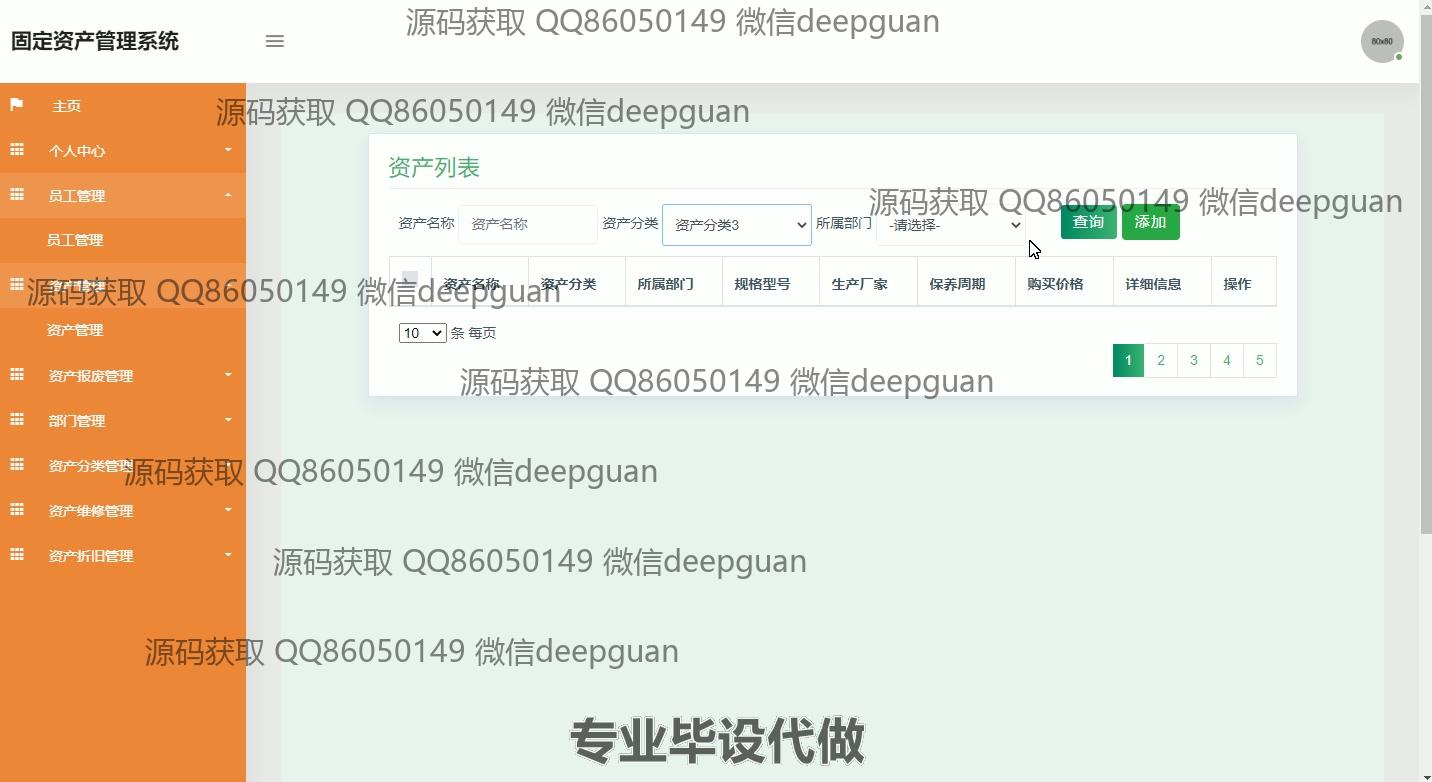 固定资产管理系统
源码获取 QQ86050149 微信deepguan
80x80
主页
源码获取 QQ86050149 微信deepguan
个人中心
员工管理
员工管理
资产管理
资产管理
资产报废管理
部门管理
资产分类管理
资产维修管理
资产折旧管理
资产列表
源码获取 QQ86050149 微信deepguan
资产名称 资产名称 资产分类 资产分类3 所属部门 -请选择- 查询 添加
资产名称 资产分类 所属部门 规格型号 生产厂家 保养周期 购买价格 详细信息 操作
源码获取 QQ86050149 微信deepguan
10 条 每页
1 2 3 4 5
源码获取 QQ86050149 微信deepguan
源码获取 QQ86050149 微信deepguan
源码获取 QQ86050149 微信deepguan
源码获取 QQ86050149 微信deepguan
专业毕设代做